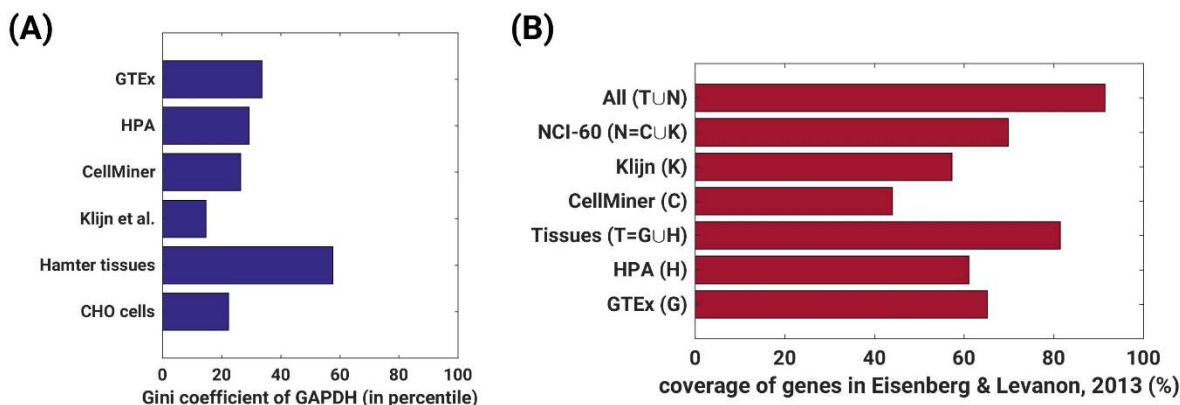 (A)
GTEx
HPA
CellMiner
Klijn et al.
Hamter tissues
CHO cells
0 20 40 60 80 100
Gini coefficient of GAPDH (in percentile)
(B)
All (T∪N)
NCI-60 (N=C∪K)
Klijn (K)
CellMiner (C)
Tissues (T=G∪H)
HPA (H)
GTEx (G)
0 20 40 60 80 100
coverage of genes in Eisenberg & Levanon, 2013 (%)